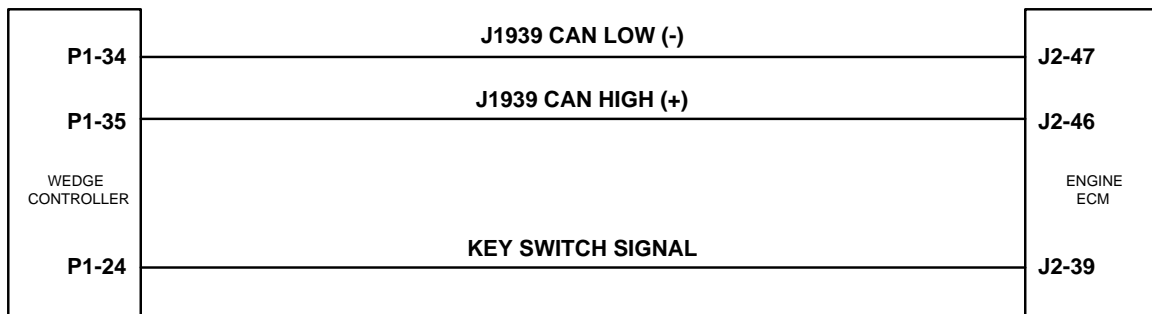 J1939 CAN LOW (-)
P1-34
J2-47
J1939 CAN HIGH (+)
P1-35
J2-46
WEDGE
CONTROLLER
ENGINE
ECM
KEY SWITCH SIGNAL
P1-24
J2-39